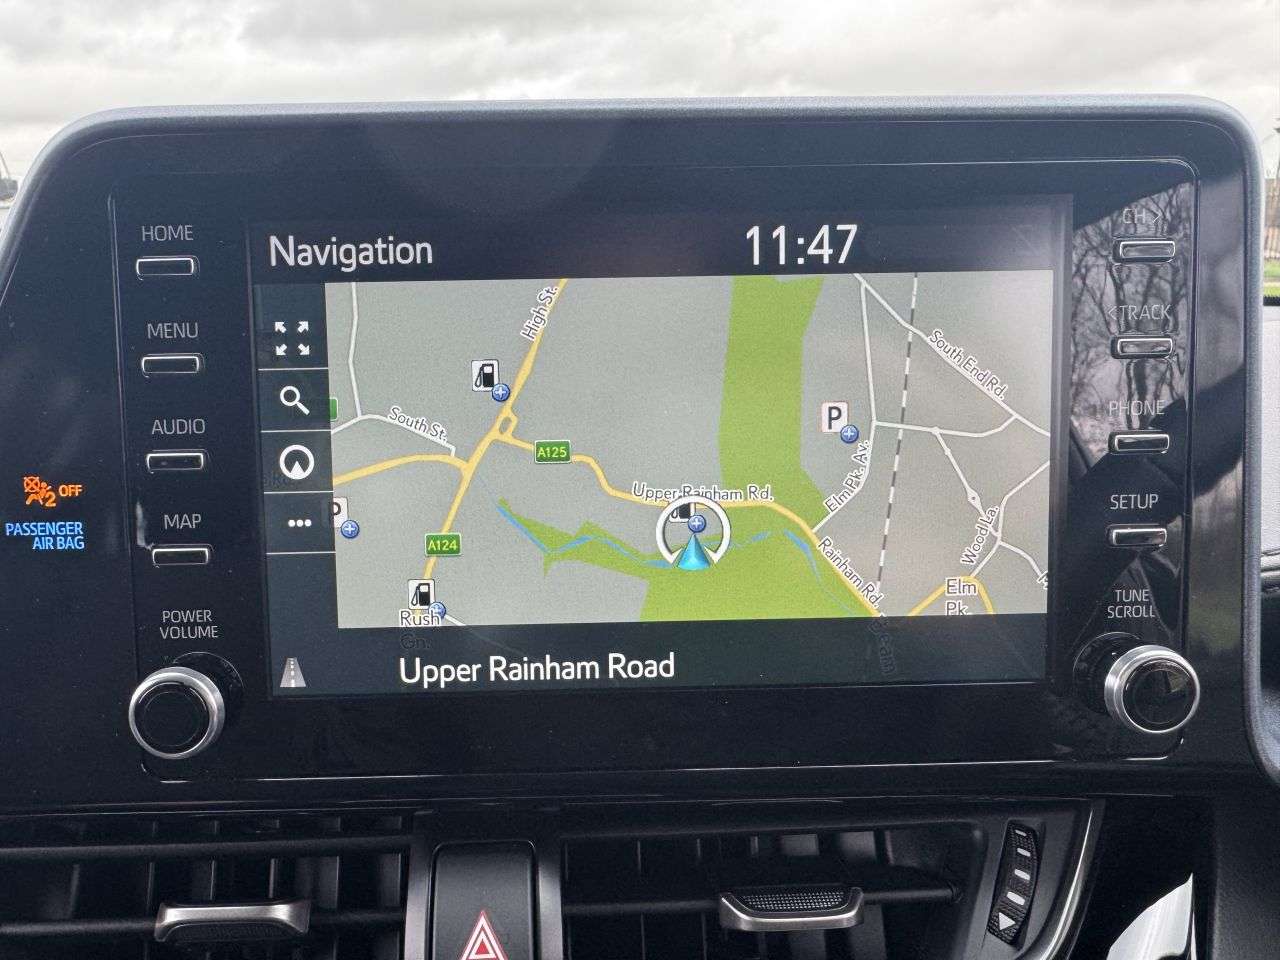 HOME
MENU
AUDIO
MAP
POWER
VOLUME
2 OFF
PASSENGER
AIR BAG
Navigation
11:47
High St.
South St.
A125
A124
Upper Rainham Rd.
P
Elm Pk. Av.
South End Rd.
Wood La.
Rainham Rd.
Elm
Pk.
P
Rush
Gn.
Upper Rainham Road
CH >
< TRACK
PHONE
SETUP
TUNE
SCROLL